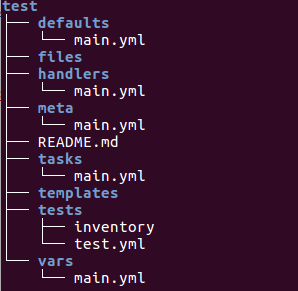 test
├── defaults
│   └── main.yml
├── files
├── handlers
│   └── main.yml
├── meta
│   └── main.yml
├── README.md
├── tasks
│   └── main.yml
├── templates
├── tests
│   ├── inventory
│   └── test.yml
└── vars
    └── main.yml